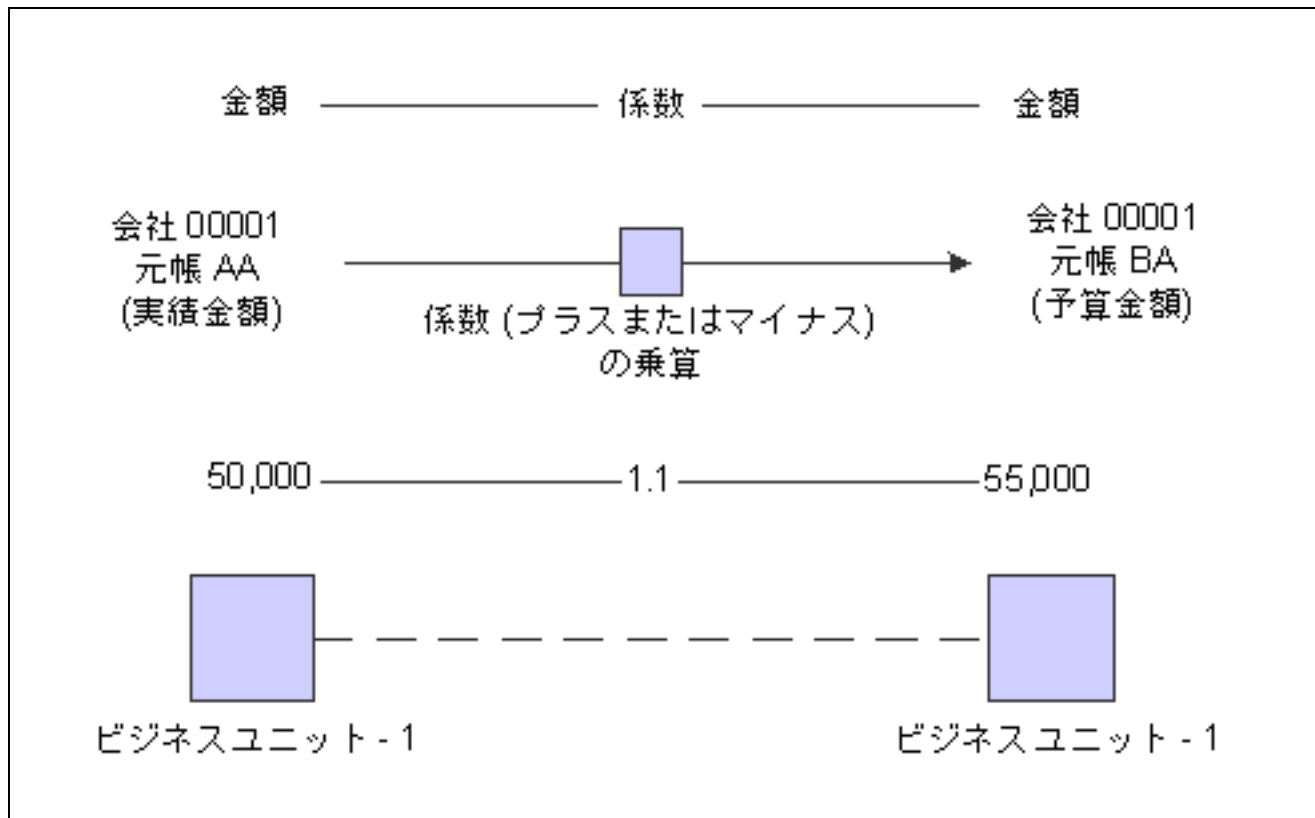 金額 係数 金額
会社 00001
元帳 AA
(実績金額)
係数 (プラスまたはマイナス)
の乗算
会社 00001
元帳 BA
(予算金額)
50,000 1.1 55,000
ビジネスユニット - 1
ビジネスユニット - 1